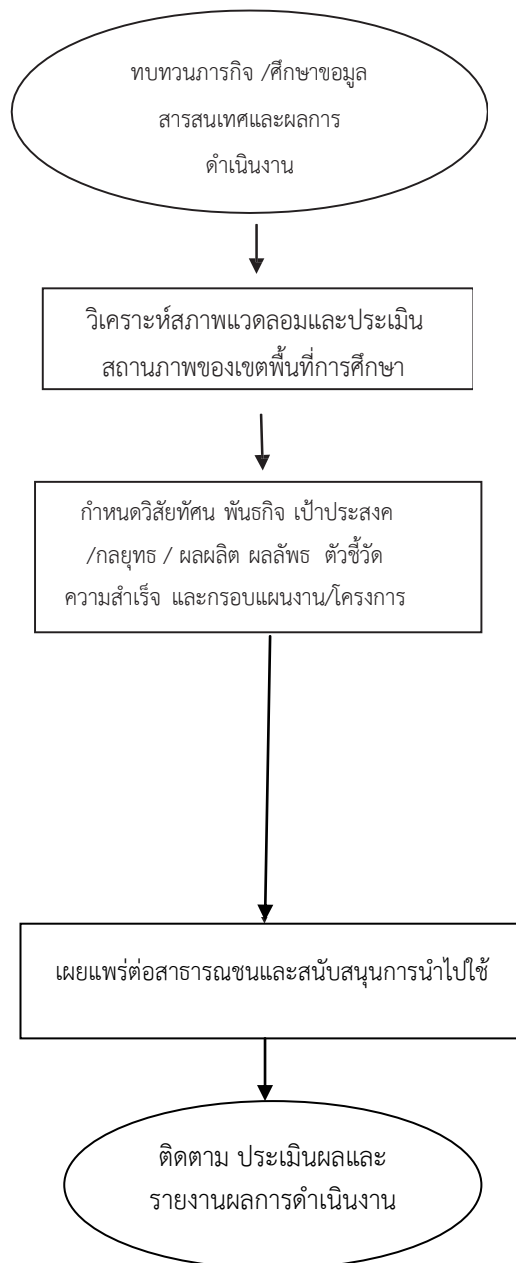 ทบทวนภารกิจ /ศึกษาขอมูล
สารสนเทศและผลการ
ดำเนินงาน
วิเคราะห์สภาพแวดลอมและประเมิน
สถานภาพของเขตพื้นที่การศึกษา
กำหนดวิสัยทัศน พันธกิจ เป้าประสงค
/กลยุทธ / ผลผลิต ผลลัพธ ตัวชี้วัด
ความสำเร็จ และกรอบแผนงาน/โครงการ
เผยแพร่ต่อสาธารณชนและสนับสนุนการนำไปใช้
ติดตาม ประเมินผลและ
รายงานผลการดำเนินงาน